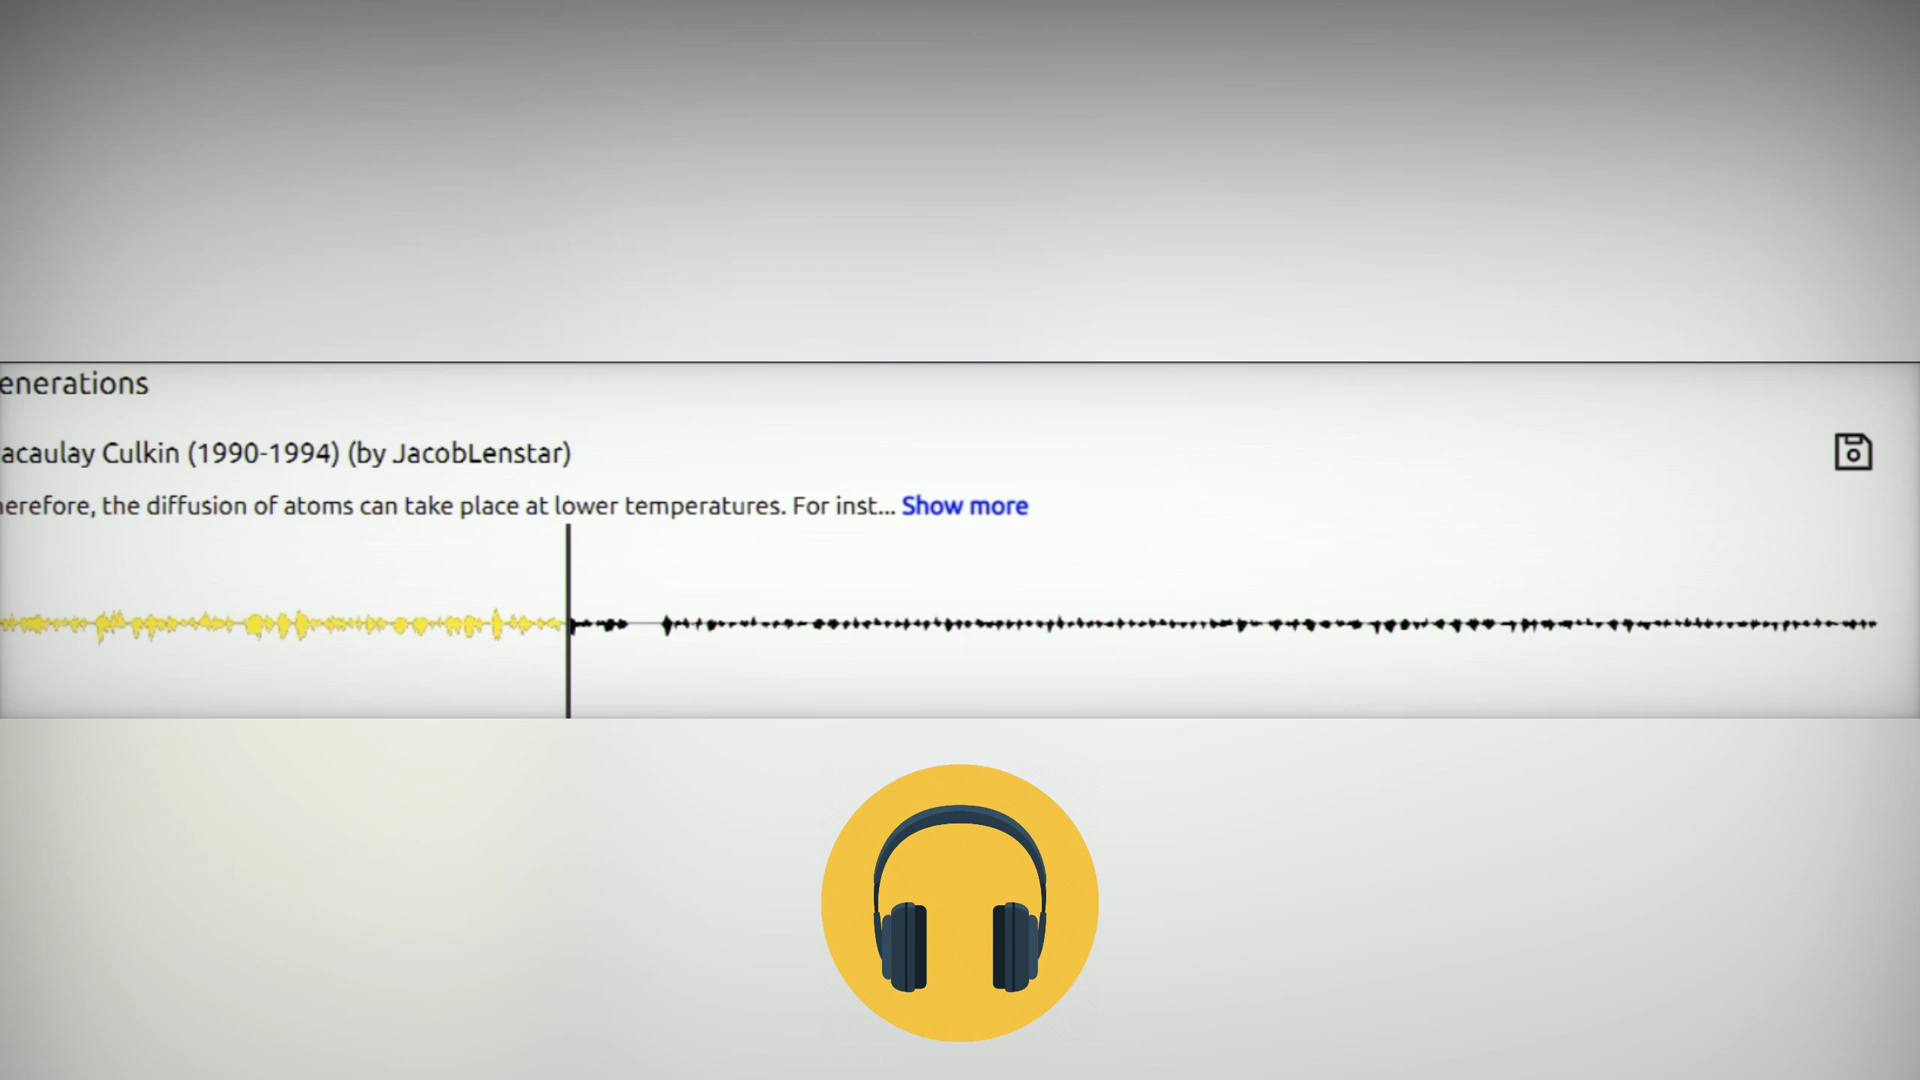 enerations
acaulay Culkin (1990-1994) (by JacobLenstar)
erefore, the diffusion of atoms can take place at lower temperatures. For inst... Show more